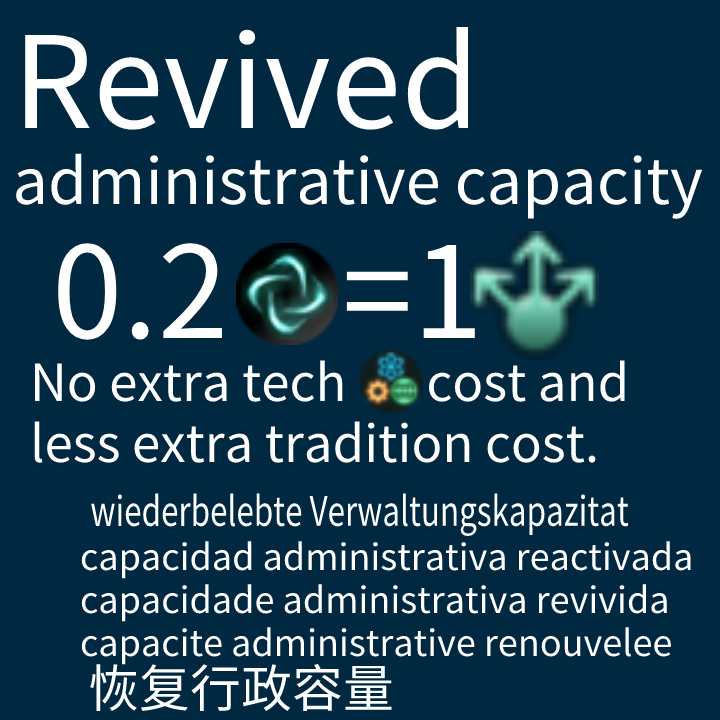 Revived
administrative capacity
0.2=1
No extra tech cost and
less extra tradition cost.
wiederbelebte Verwaltungskapazitat
capacidad administrativa reactivada
capacidade administrativa revivida
capacite administrative renouvelee
恢复行政容量